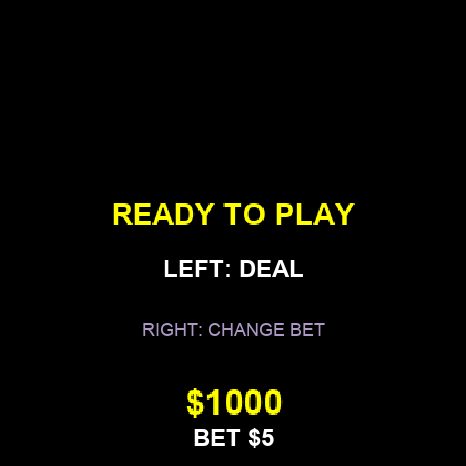 READY TO PLAY
LEFT: DEAL
RIGHT: CHANGE BET
$1000
BET $5